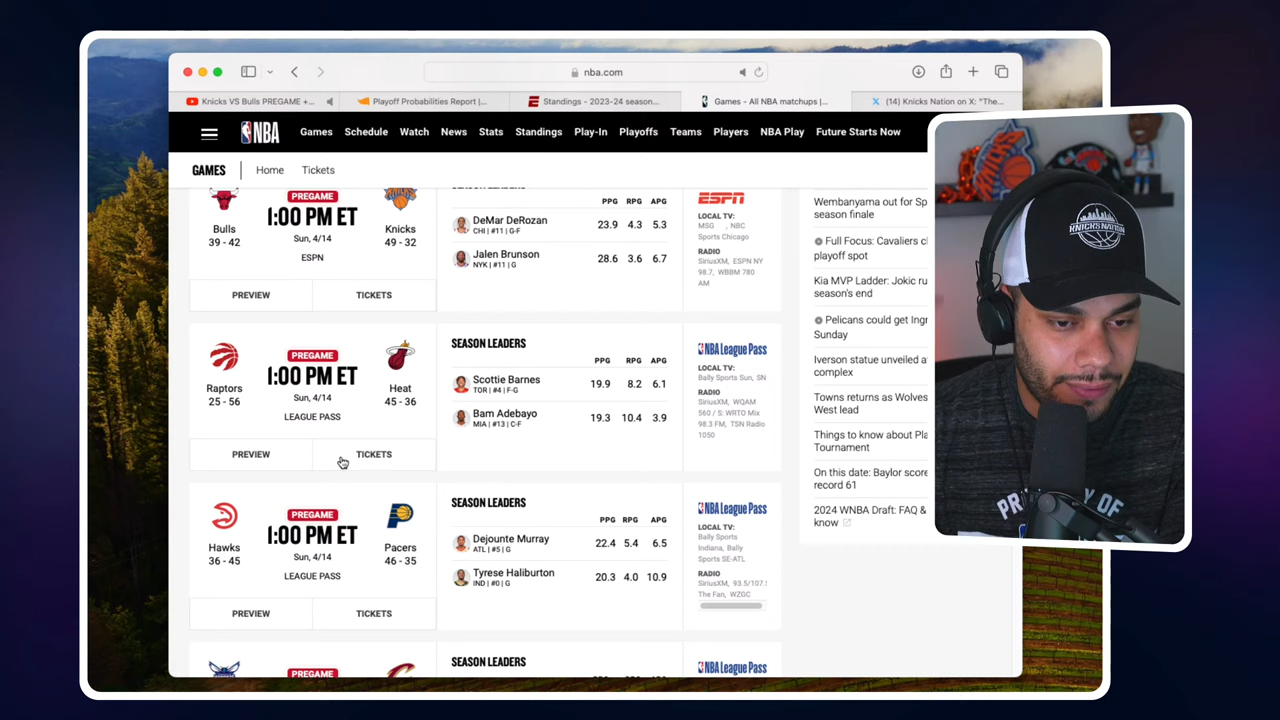 nba.com
Knicks VS Bulls PREGAME +...
Playoff Probabilities Report |...
Standings - 2023-24 season...
Games - All NBA matchups |...
(14) Knicks Nation on X: "The...
NBA
Games
Schedule
Watch
News
Stats
Standings
Play-In
Playoffs
Teams
Players
NBA Play
Future Starts Now
GAMES
Home
Tickets
Bulls
39 - 42
PREGAME
1:00 PM ET
Sun, 4/14
ESPN
Knicks
49 - 32
PREVIEW
TICKETS
SEASON LEADERS
PPG RPG APG
DeMar DeRozan
CHI | #11 | G-F
23.9 4.3 5.3
Jalen Brunson
NYK | #11 | G
28.6 3.6 6.7
ESPN
LOCAL TV:
MSG , NBC
Sports Chicago
RADIO
SiriusXM, ESPN NY
98.7, WBBM 780
AM
Raptors
25 - 56
PREGAME
1:00 PM ET
Sun, 4/14
LEAGUE PASS
Heat
45 - 36
PREVIEW
TICKETS
SEASON LEADERS
PPG RPG APG
Scottie Barnes
TOR | #4 | F-G
19.9 8.2 6.1
Bam Adebayo
MIA | #13 | C-F
19.3 10.4 3.9
NBA League Pass
LOCAL TV:
Bally Sports Sun, SN
RADIO
SiriusXM, WQAM
560 / S: WRTO Mix
98.3 FM, TSN Radio
1050
Hawks
36 - 45
PREGAME
1:00 PM ET
Sun, 4/14
LEAGUE PASS
Pacers
46 - 35
PREVIEW
TICKETS
SEASON LEADERS
PPG RPG APG
Dejounte Murray
ATL | #5 | G
22.4 5.4 6.5
Tyrese Haliburton
IND | #0 | G
20.3 4.0 10.9
NBA League Pass
LOCAL TV:
Bally Sports
Indiana, Bally
Sports SE-ATL
RADIO
SiriusXM, 93.5/107.5
The Fan, WZGC
PREGAME
SEASON LEADERS
NBA League Pass
Wembanyama out for Sp
season finale
Full Focus: Cavaliers cl
playoff spot
Kia MVP Ladder: Jokic ru
season's end
Pelicans could get Ingr
Sunday
Iverson statue unveiled a
complex
Towns returns as Wolves
West lead
Things to know about Pla
Tournament
On this date: Baylor score
record 61
2024 WNBA Draft: FAQ &
know
KNICKS
KNICKS NATION
OF